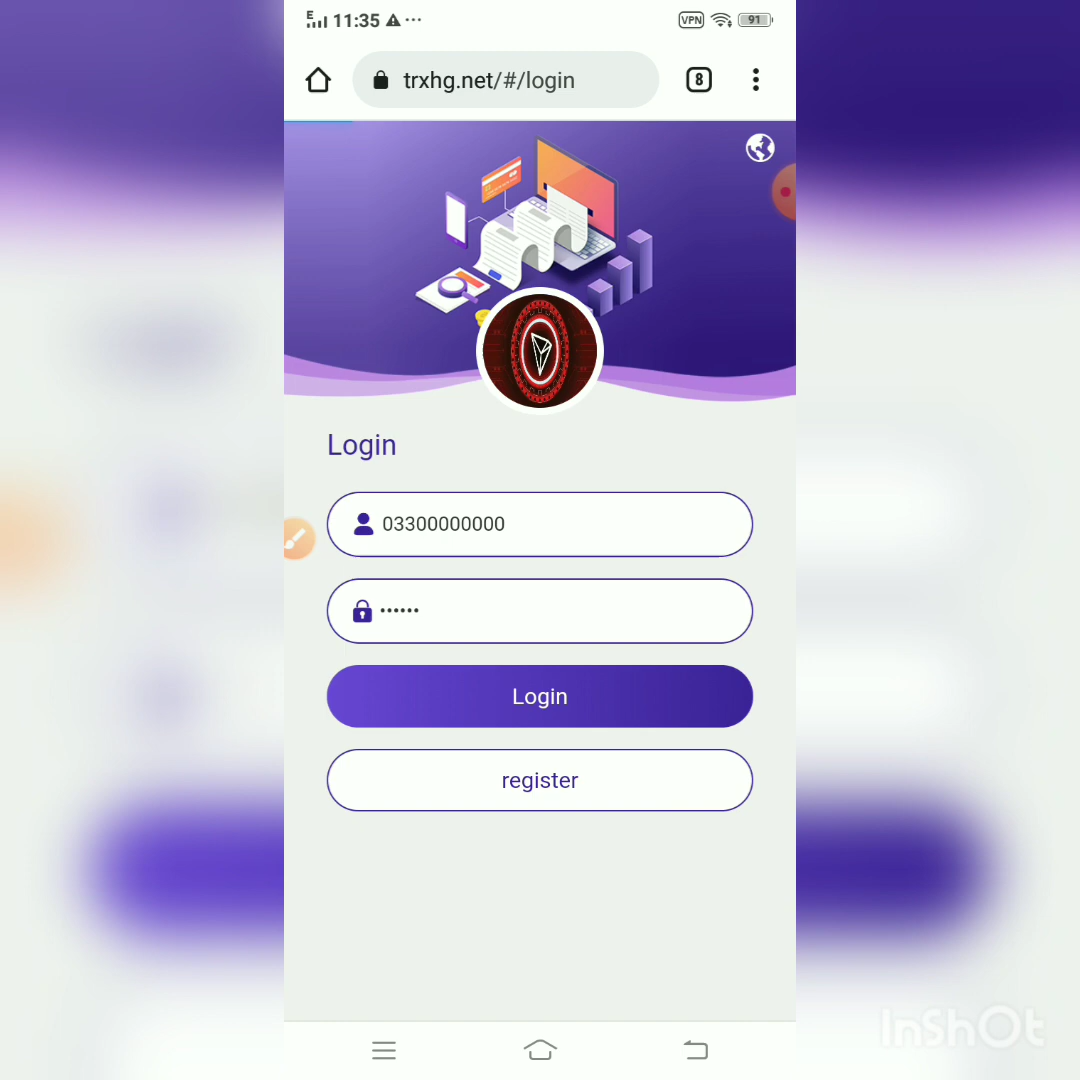 E 11:35 ... VPN 91
trxhg.net/#/login 8
Login
03300000000
••••••
Login
register
InShOt